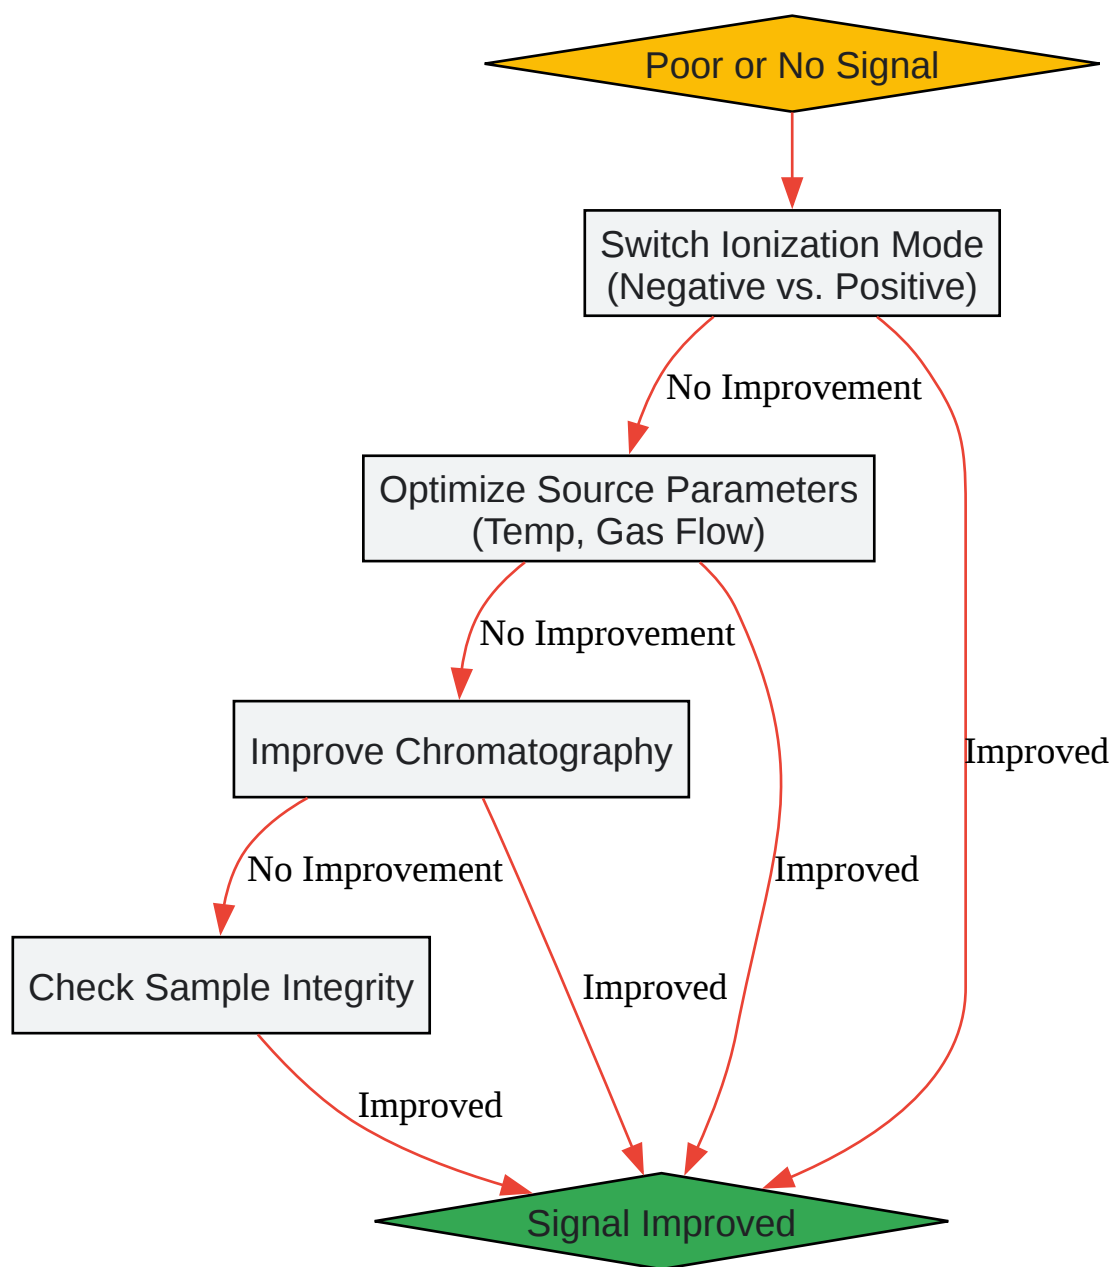 Poor or No Signal
Switch Ionization Mode
(Negative vs. Positive)
No Improvement
Optimize Source Parameters
(Temp, Gas Flow)
No Improvement
Improve Chromatography
Improved
No Improvement
Improved
Check Sample Integrity
Improved
Improved
Signal Improved